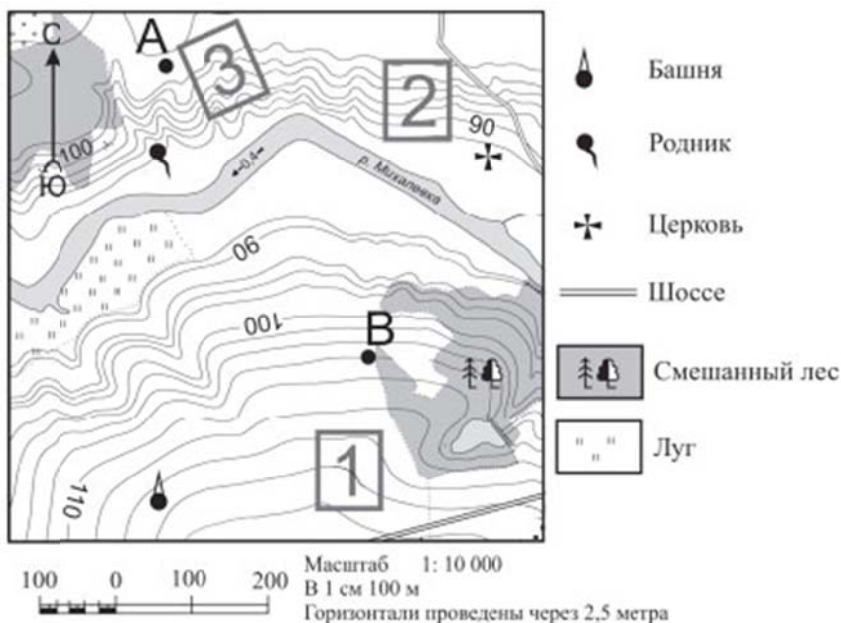 С
А
3
2
100
Ю
90
0,4
р. Михалевка
90
100
В
1
110
Башня
Родник
Церковь
Шоссе
Смешанный лес
Луг
100 0 100 200
Масштаб 1: 10 000
В 1 см 100 м
Горизонтали проведены через 2,5 метра